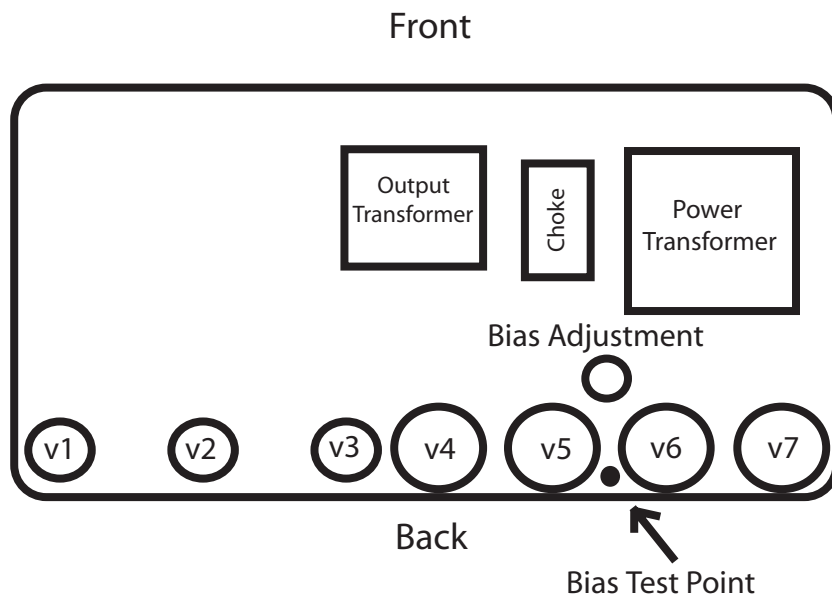 Front
Output
Transformer
Choke
Power
Transformer
Bias Adjustment
v1
v2
v3
v4
v5
v6
v7
Back
Bias Test Point